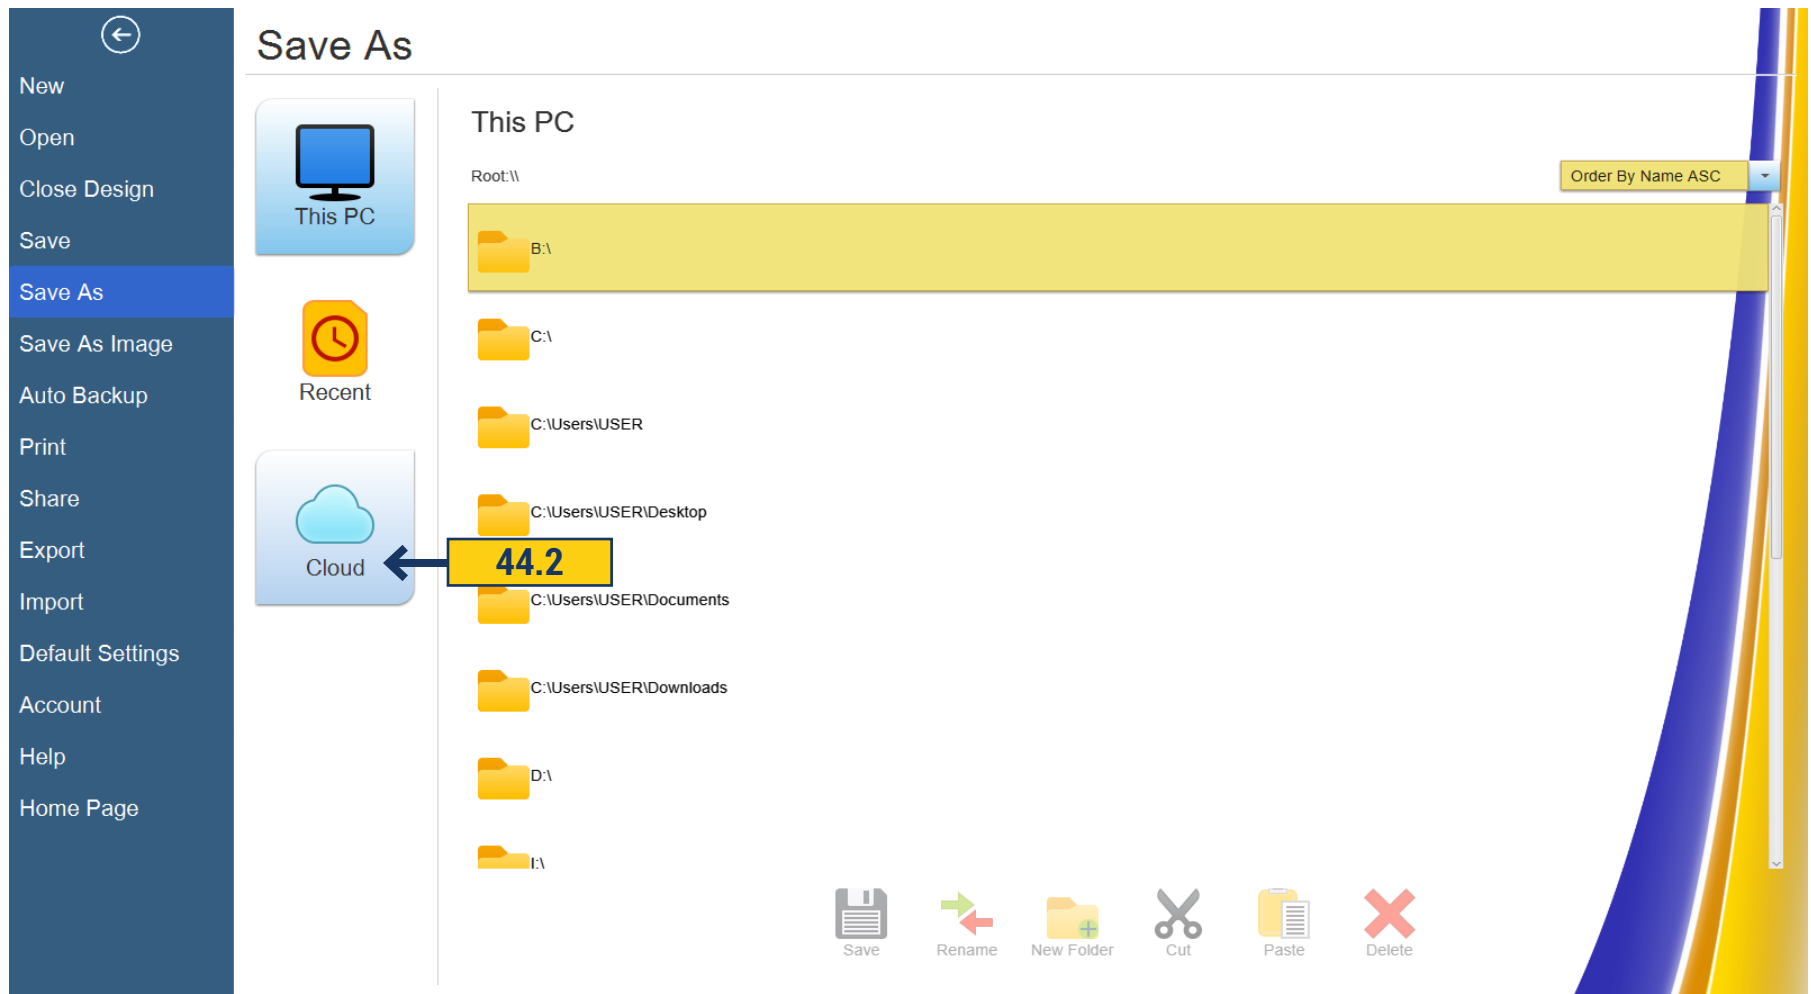 Save As
New
Open
Close Design
Save
Save As
Save As Image
Auto Backup
Print
Share
Export
Import
Default Settings
Account
Help
Home Page
This PC
Recent
Cloud
44.2
This PC
Root:\\
Order By Name ASC
B:\
C:\
C:\Users\USER
C:\Users\USER\Desktop
C:\Users\USER\Documents
C:\Users\USER\Downloads
D:\
I:\
Save
Rename
New Folder
Cut
Paste
Delete